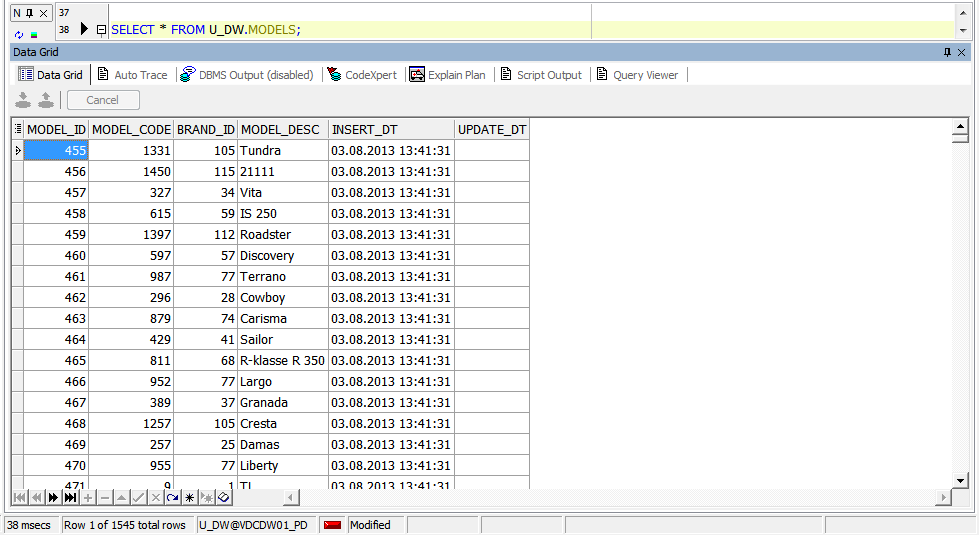 N
37
38 SELECT * FROM U_DW.MODELS;
Data Grid
Data Grid Auto Trace DBMS Output (disabled) CodeXpert Explain Plan Script Output Query Viewer
Cancel
MODEL_ID MODEL_CODE BRAND_ID MODEL_DESC INSERT_DT UPDATE_DT
455 1331 105 Tundra 03.08.2013 13:41:31
456 1450 115 21111 03.08.2013 13:41:31
457 327 34 Vita 03.08.2013 13:41:31
458 615 59 IS 250 03.08.2013 13:41:31
459 1397 112 Roadster 03.08.2013 13:41:31
460 597 57 Discovery 03.08.2013 13:41:31
461 987 77 Terrano 03.08.2013 13:41:31
462 296 28 Cowboy 03.08.2013 13:41:31
463 879 74 Carisma 03.08.2013 13:41:31
464 429 41 Sailor 03.08.2013 13:41:31
465 811 68 R-klasse R 350 03.08.2013 13:41:31
466 952 77 Largo 03.08.2013 13:41:31
467 389 37 Granada 03.08.2013 13:41:31
468 1257 105 Cresta 03.08.2013 13:41:31
469 257 25 Damas 03.08.2013 13:41:31
470 955 77 Liberty 03.08.2013 13:41:31
471 9 1 TL 03.08.2013 13:41:31
38 msecs Row 1 of 1545 total rows U_DW@VDCDW01_PD Modified